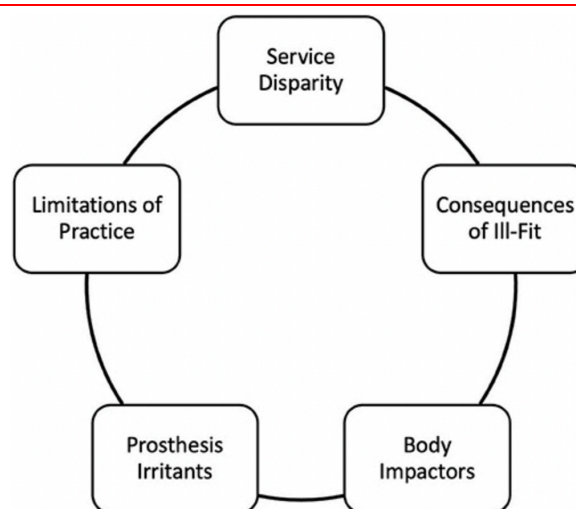 Service
Disparity
Limitations of
Practice
Consequences
of Ill-Fit
Prosthesis
Irritants
Body
Impactors